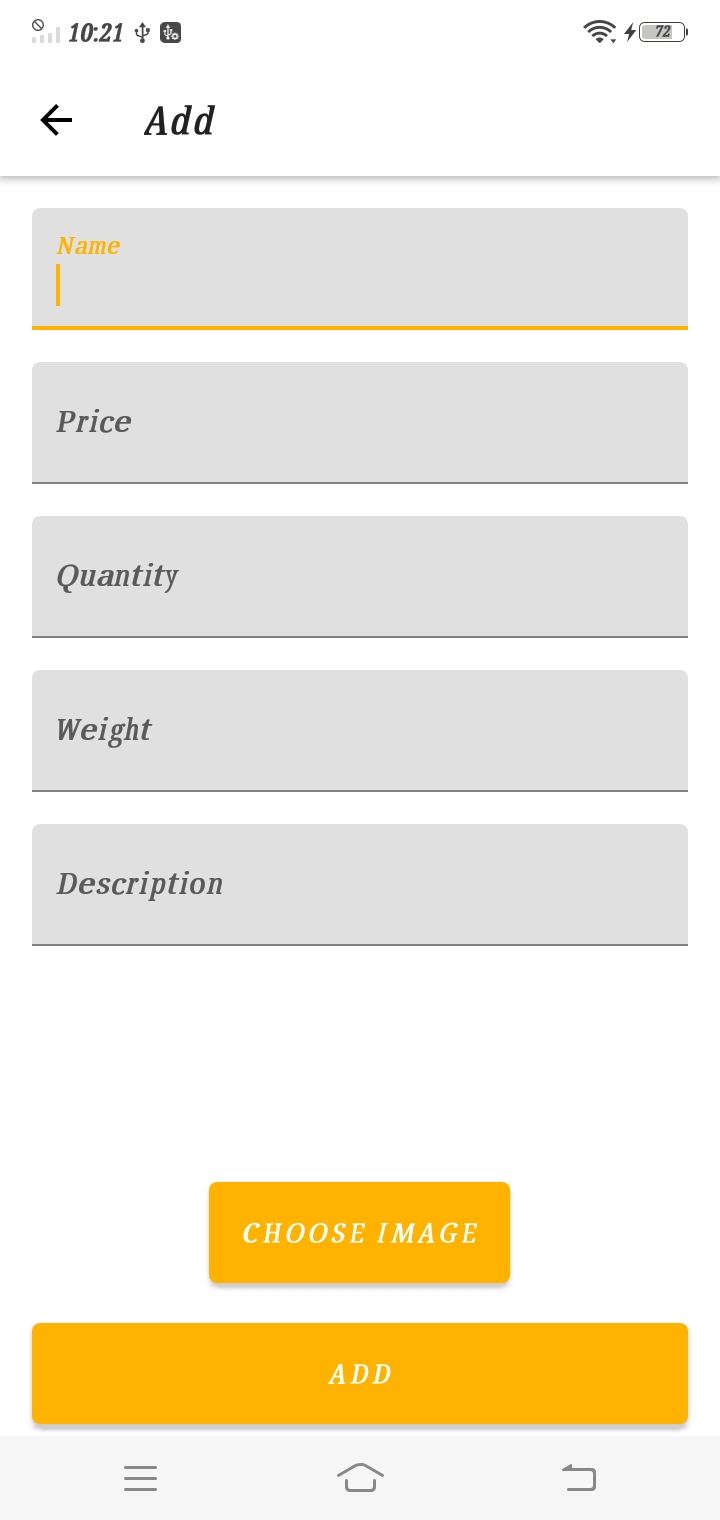 10:21
72
Add
Name
Price
Quantity
Weight
Description
CHOOSE IMAGE
ADD